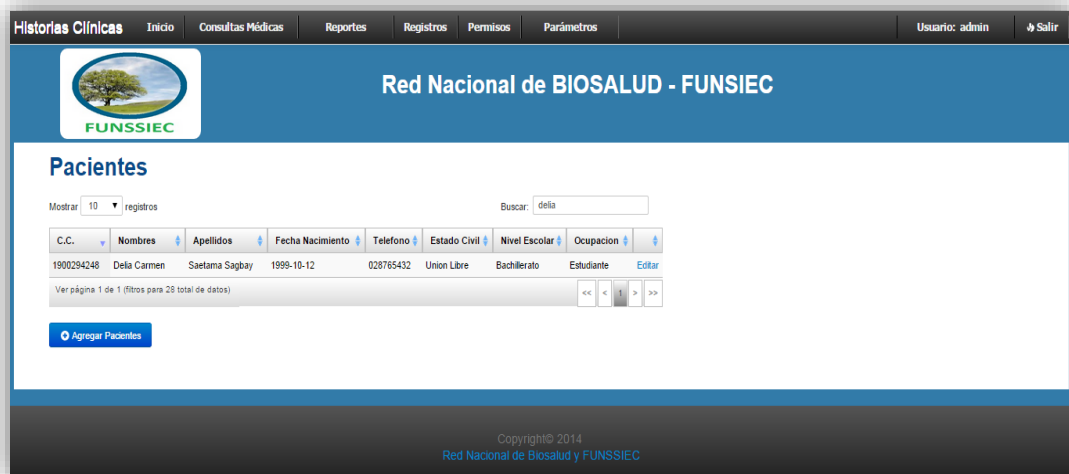 Historias Clínicas Inicio Consultas Médicas Reportes Registros Permisos Parámetros Usuario: admin Salir
FUNSSIEC
Red Nacional de BIOSALUD - FUNSIEC
Pacientes
Mostrar 10 registros Buscar: delia
C.C. Nombres Apellidos Fecha Nacimiento Telefono Estado Civil Nivel Escolar Ocupacion
1900294248 Delia Carmen Saetama Sagbay 1999-10-12 028765432 Union Libre Bachillerato Estudiante Editar
Ver página 1 de 1 (filtros para 28 total de datos) << < 1 > >>
Agregar Pacientes
Copyright© 2014
Red Nacional de Biosalud y FUNSSIEC